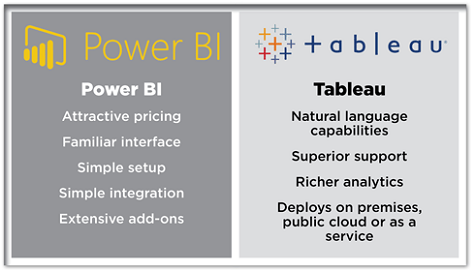 Power BI
Power BI
Attractive pricing
Familiar interface
Simple setup
Simple integration
Extensive add-ons
+ableau
Tableau
Natural language
capabilities
Superior support
Richer analytics
Deploys on premises,
public cloud or as a
service